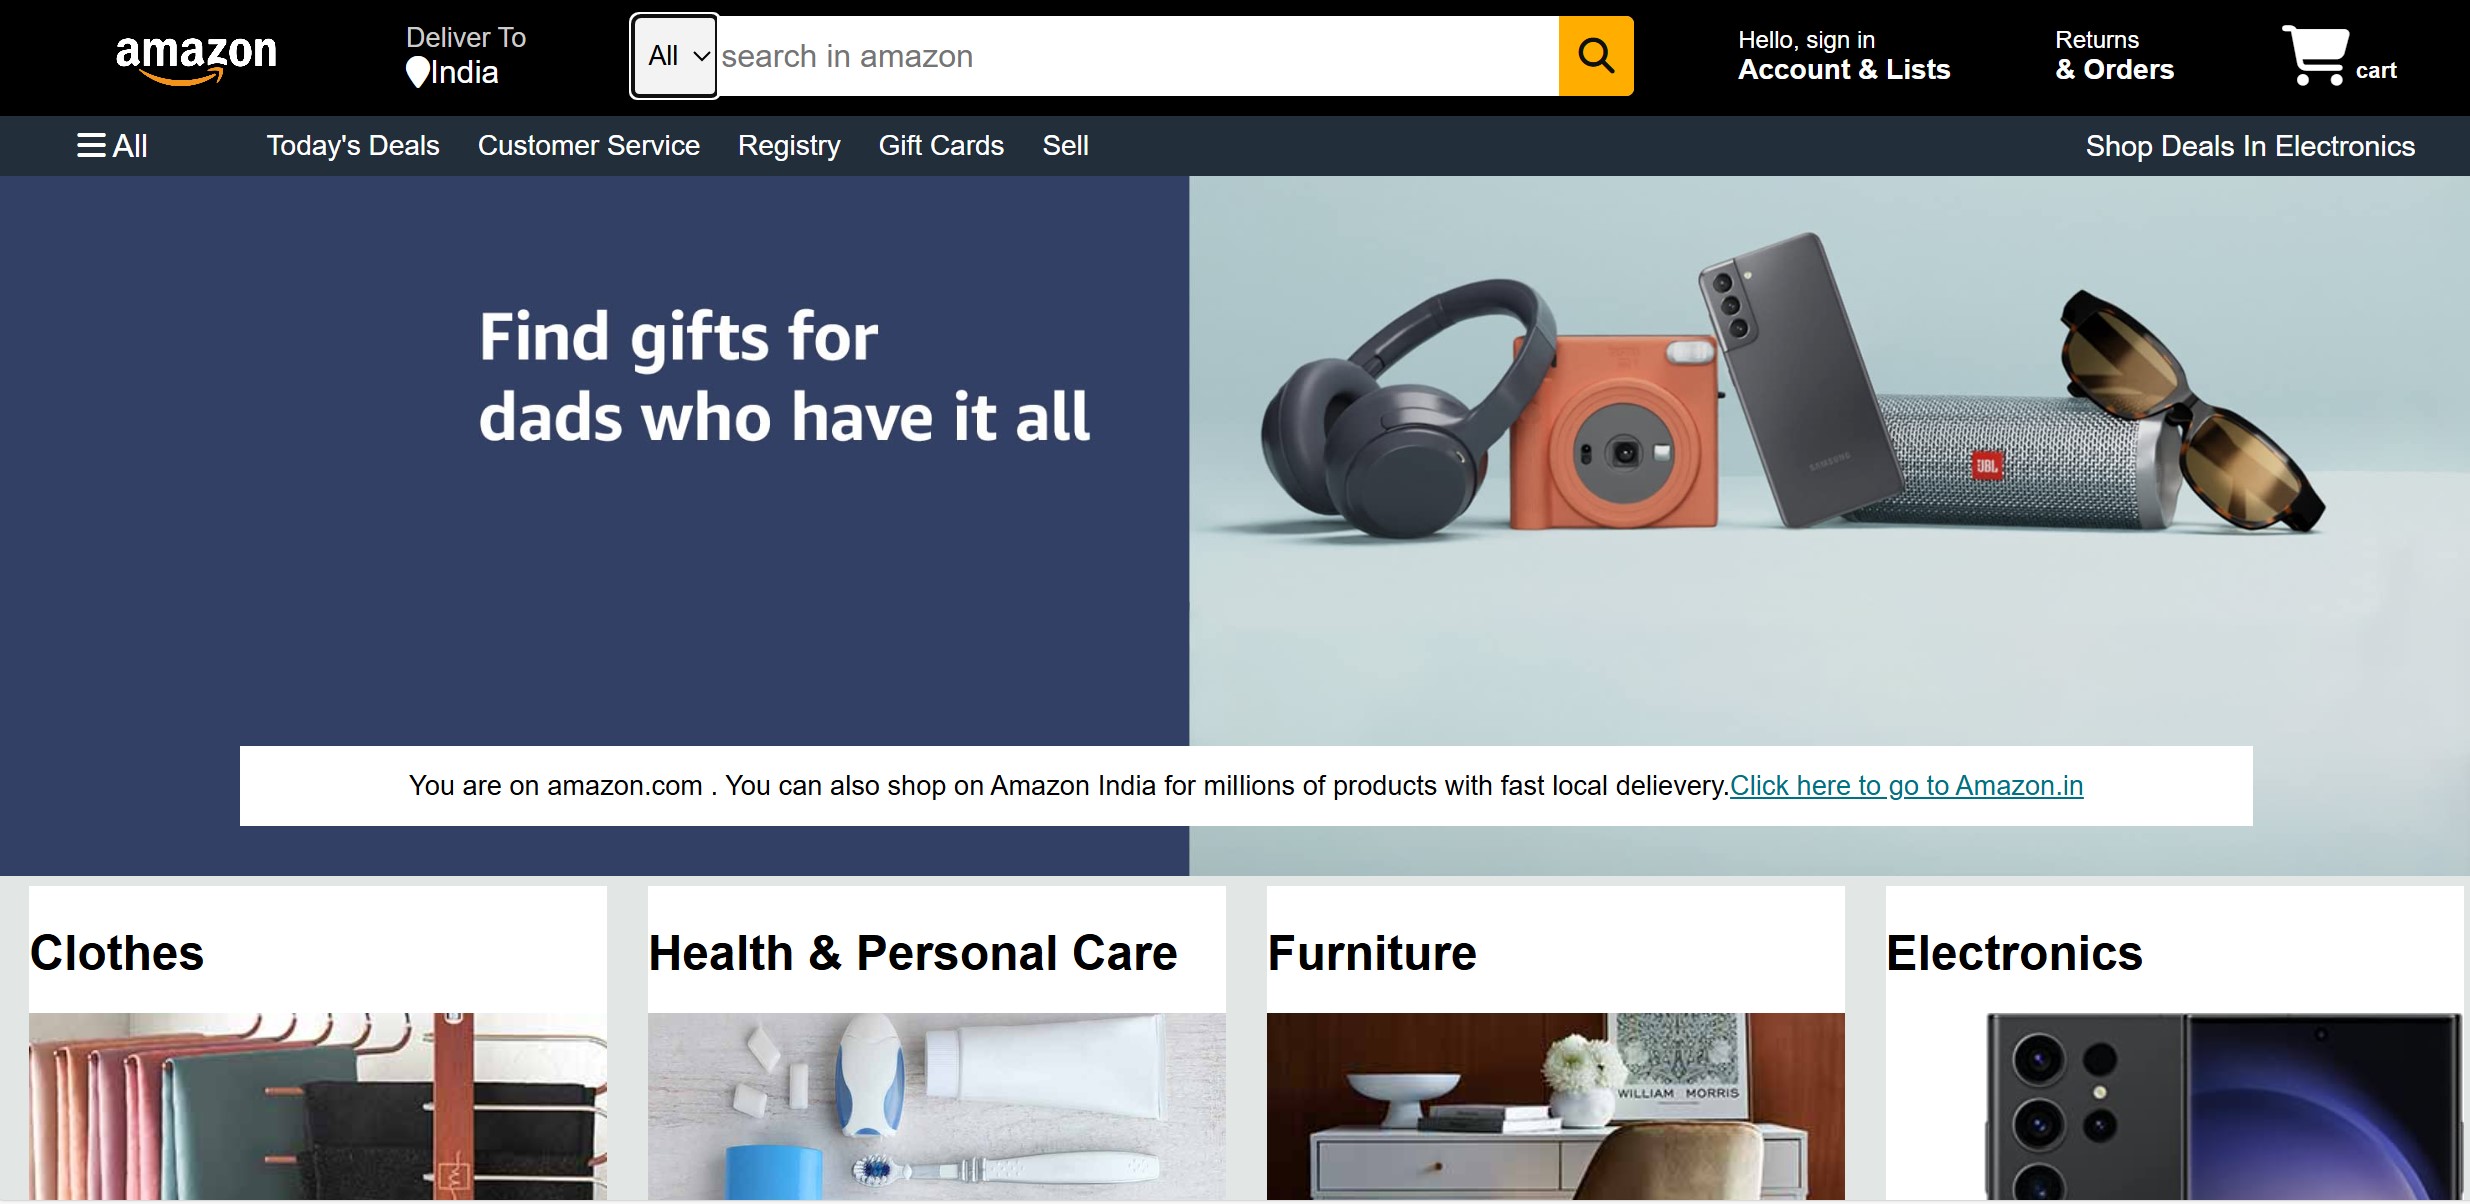 amazon
Deliver To
India
All
search in amazon
Hello, sign in
Account & Lists
Returns
& Orders
cart
All
Today's Deals
Customer Service
Registry
Gift Cards
Sell
Shop Deals In Electronics
Find gifts for
dads who have it all
SAMSUNG
JBL
You are on amazon.com . You can also shop on Amazon India for millions of products with fast local delievery.Click here to go to Amazon.in
Clothes
Health & Personal Care
Furniture
Electronics
WILLIAM MORRIS